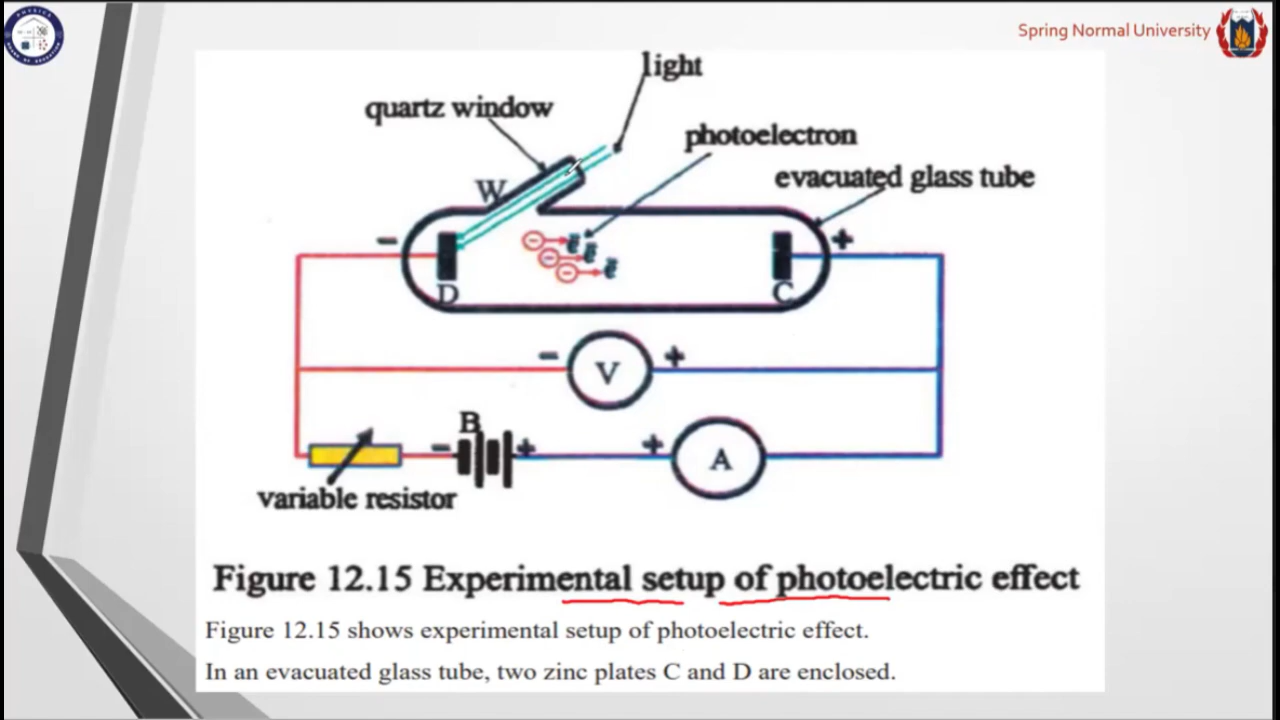 Spring Normal University
light
quartz window
photoelectron
evacuated glass tube
W
- +
ē
ē
ē
D C
- V +
B
- + + A
variable resistor
Figure 12.15 Experimental setup of photoelectric effect
Figure 12.15 shows experimental setup of photoelectric effect.
In an evacuated glass tube, two zinc plates C and D are enclosed.